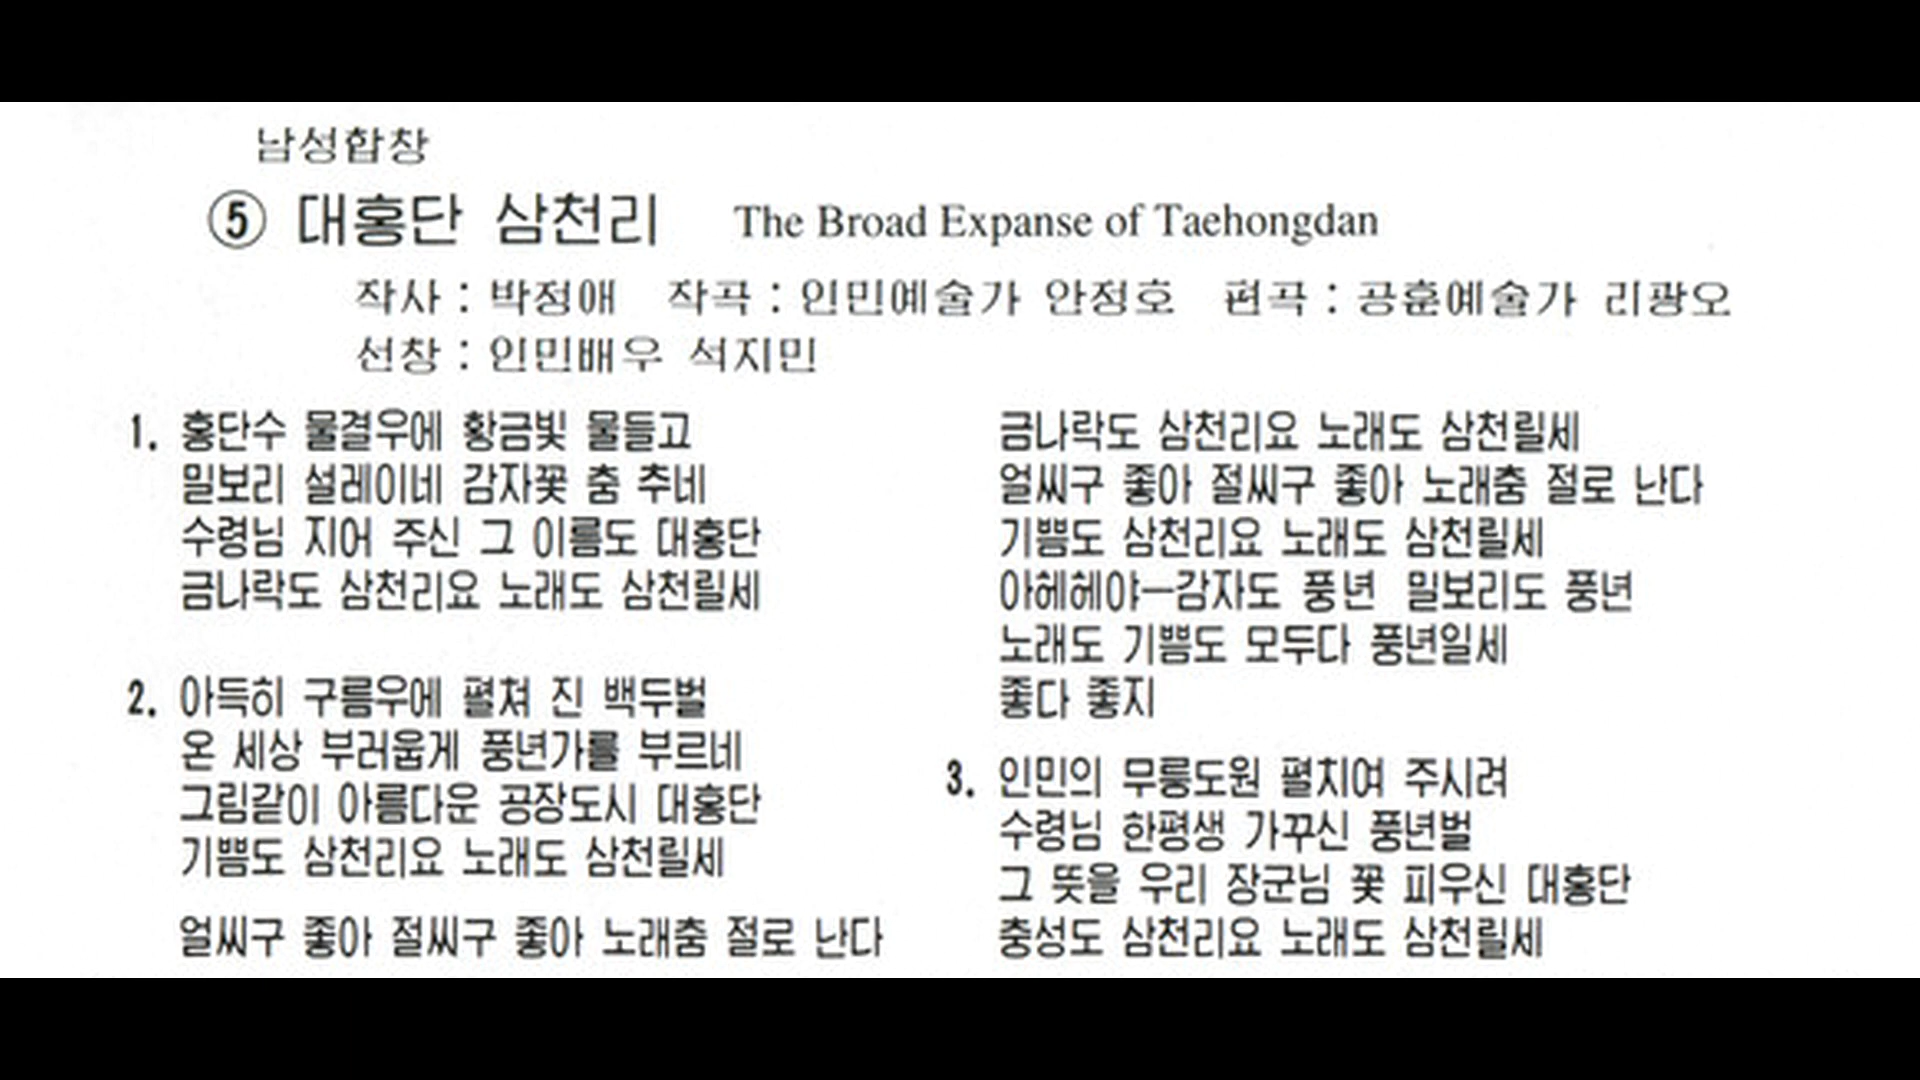 남성합창
⑤ 대홍단 삼천리 The Broad Expanse of Taehongdan
작사 : 박정애 작곡 : 인민예술가 안정호 편곡 : 공훈예술가 리광오
선창 : 인민배우 석지민
1. 홍단수 물결우에 황금빛 물들고
밀보리 설레이네 감자꽃 춤 추네
수령님 지어 주신 그 이름도 대홍단
금나락도 삼천리요 노래도 삼천릴세
2. 아득히 구름우에 펼쳐 진 백두벌
온 세상 부러웁게 풍년가를 부르네
그림같이 아름다운 공장도시 대홍단
기쁨도 삼천리요 노래도 삼천릴세
얼씨구 좋아 절씨구 좋아 노래춤 절로 난다
금나락도 삼천리요 노래도 삼천릴세
얼씨구 좋아 절씨구 좋아 노래춤 절로 난다
기쁨도 삼천리요 노래도 삼천릴세
아헤헤야—감자도 풍년 밀보리도 풍년
노래도 기쁨도 모두다 풍년일세
좋다 좋지
3. 인민의 무릉도원 펼치여 주시려
수령님 한평생 가꾸신 풍년벌
그 뜻을 우리 장군님 꽃 피우신 대홍단
충성도 삼천리요 노래도 삼천릴세